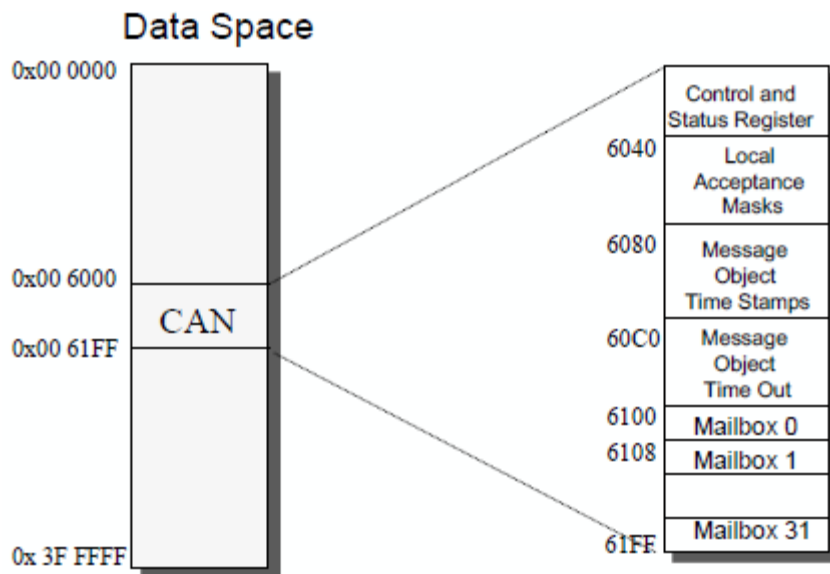 Data Space
0x00 0000
0x00 6000
CAN
0x00 61FF
0x 3F FFFF
Control and
Status Register
6040
Local
Acceptance
Masks
6080
Message
Object
Time Stamps
60C0
Message
Object
Time Out
6100
Mailbox 0
6108
Mailbox 1
Mailbox 31
61FF